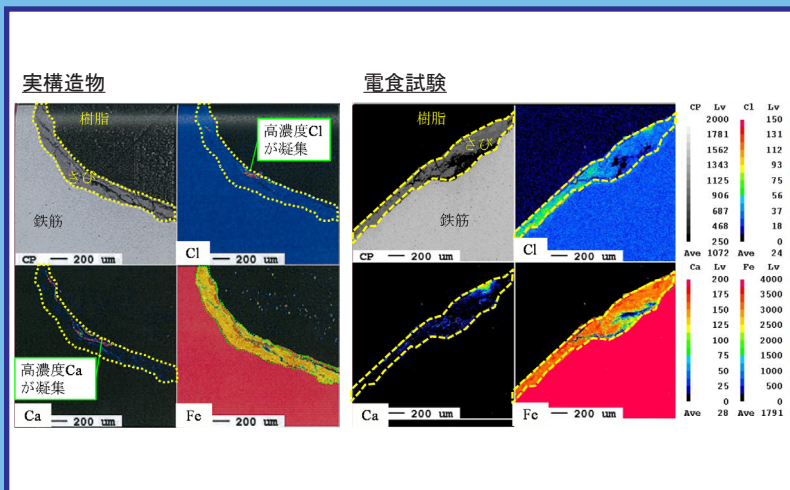 実構造物
電食試験
樹脂
さび
鉄筋
CP 200 um
高濃度Cl
が凝集
Cl
200 um
高濃度Ca
が凝集
Ca
200 um
Fe
200 um
樹脂
さび
鉄筋
CP 200 um
Cl
200 um
Ca
200 um
Fe
200 um
CP Lv Cl Lv
2000 150
1781 131
1562 112
1343 93
1125 75
906 56
687 37
468 18
250 0
Ave 1072 Ave 24
Ca Lv Fe Lv
200 4000
175 3500
150 3000
125 2500
100 2000
75 1500
50 1000
25 500
0 0
Ave 28 Ave 1791